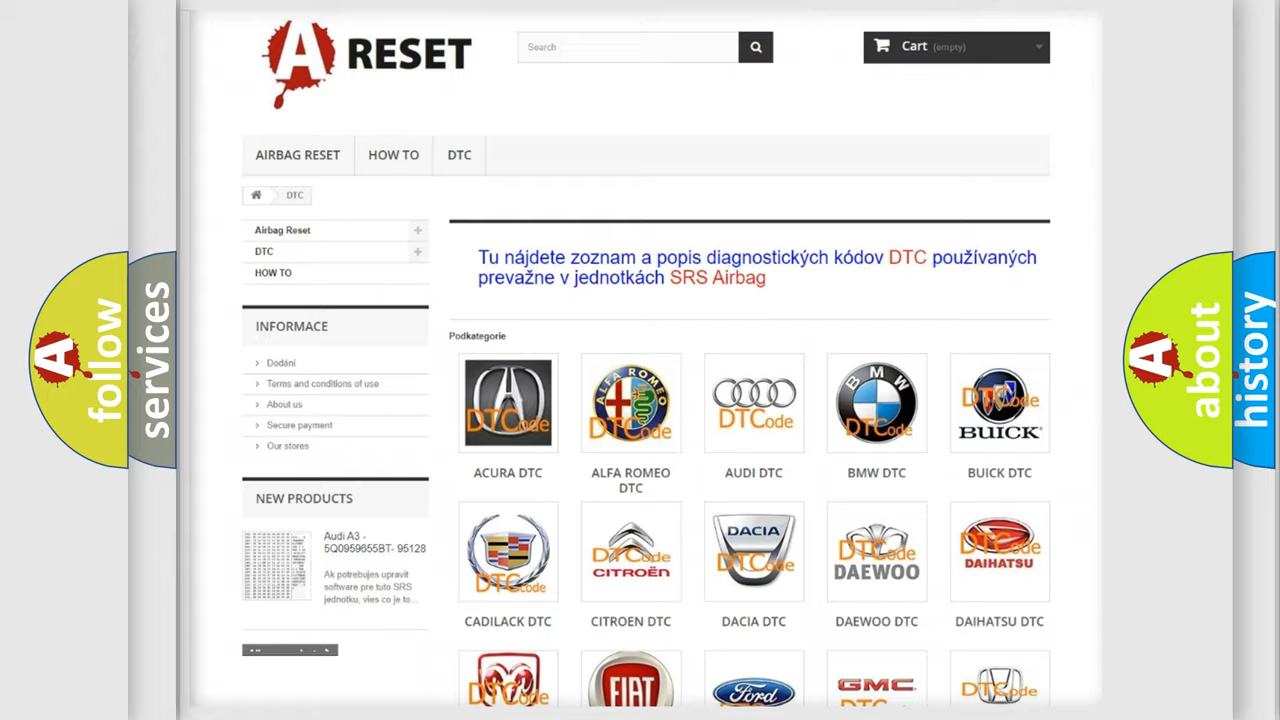 A RESET
Search
Cart (empty)
AIRBAG RESET
HOW TO
DTC
DTC
Airbag Reset
DTC
HOW TO
INFORMACE
Dodání
Terms and conditions of use
About us
Secure payment
Our stores
NEW PRODUCTS
Audi A3 -
5Q0959655BT- 95128
Ak potrebujes upravit
software pre tuto SRS
jednotku, vies co je to...
Tu nájdete zoznam a popis diagnostických kódov DTC používaných
prevažne v jednotkách SRS Airbag
Podkategorie
DTCode
ALFA ROMEO
DTCode
DTCode
BMW
DTCode
DTCode
BUICK
ACURA DTC
ALFA ROMEO
DTC
AUDI DTC
BMW DTC
BUICK DTC
DTCode
DTCode
CITROËN
DACIA
DTCode
DTCode
DAEWOO
DTCode
DAIHATSU
CADILACK DTC
CITROEN DTC
DACIA DTC
DAEWOO DTC
DAIHATSU DTC
DTCode
FIAT
Ford
DTCode
GMC
DTCode
A follow
services
A about
history